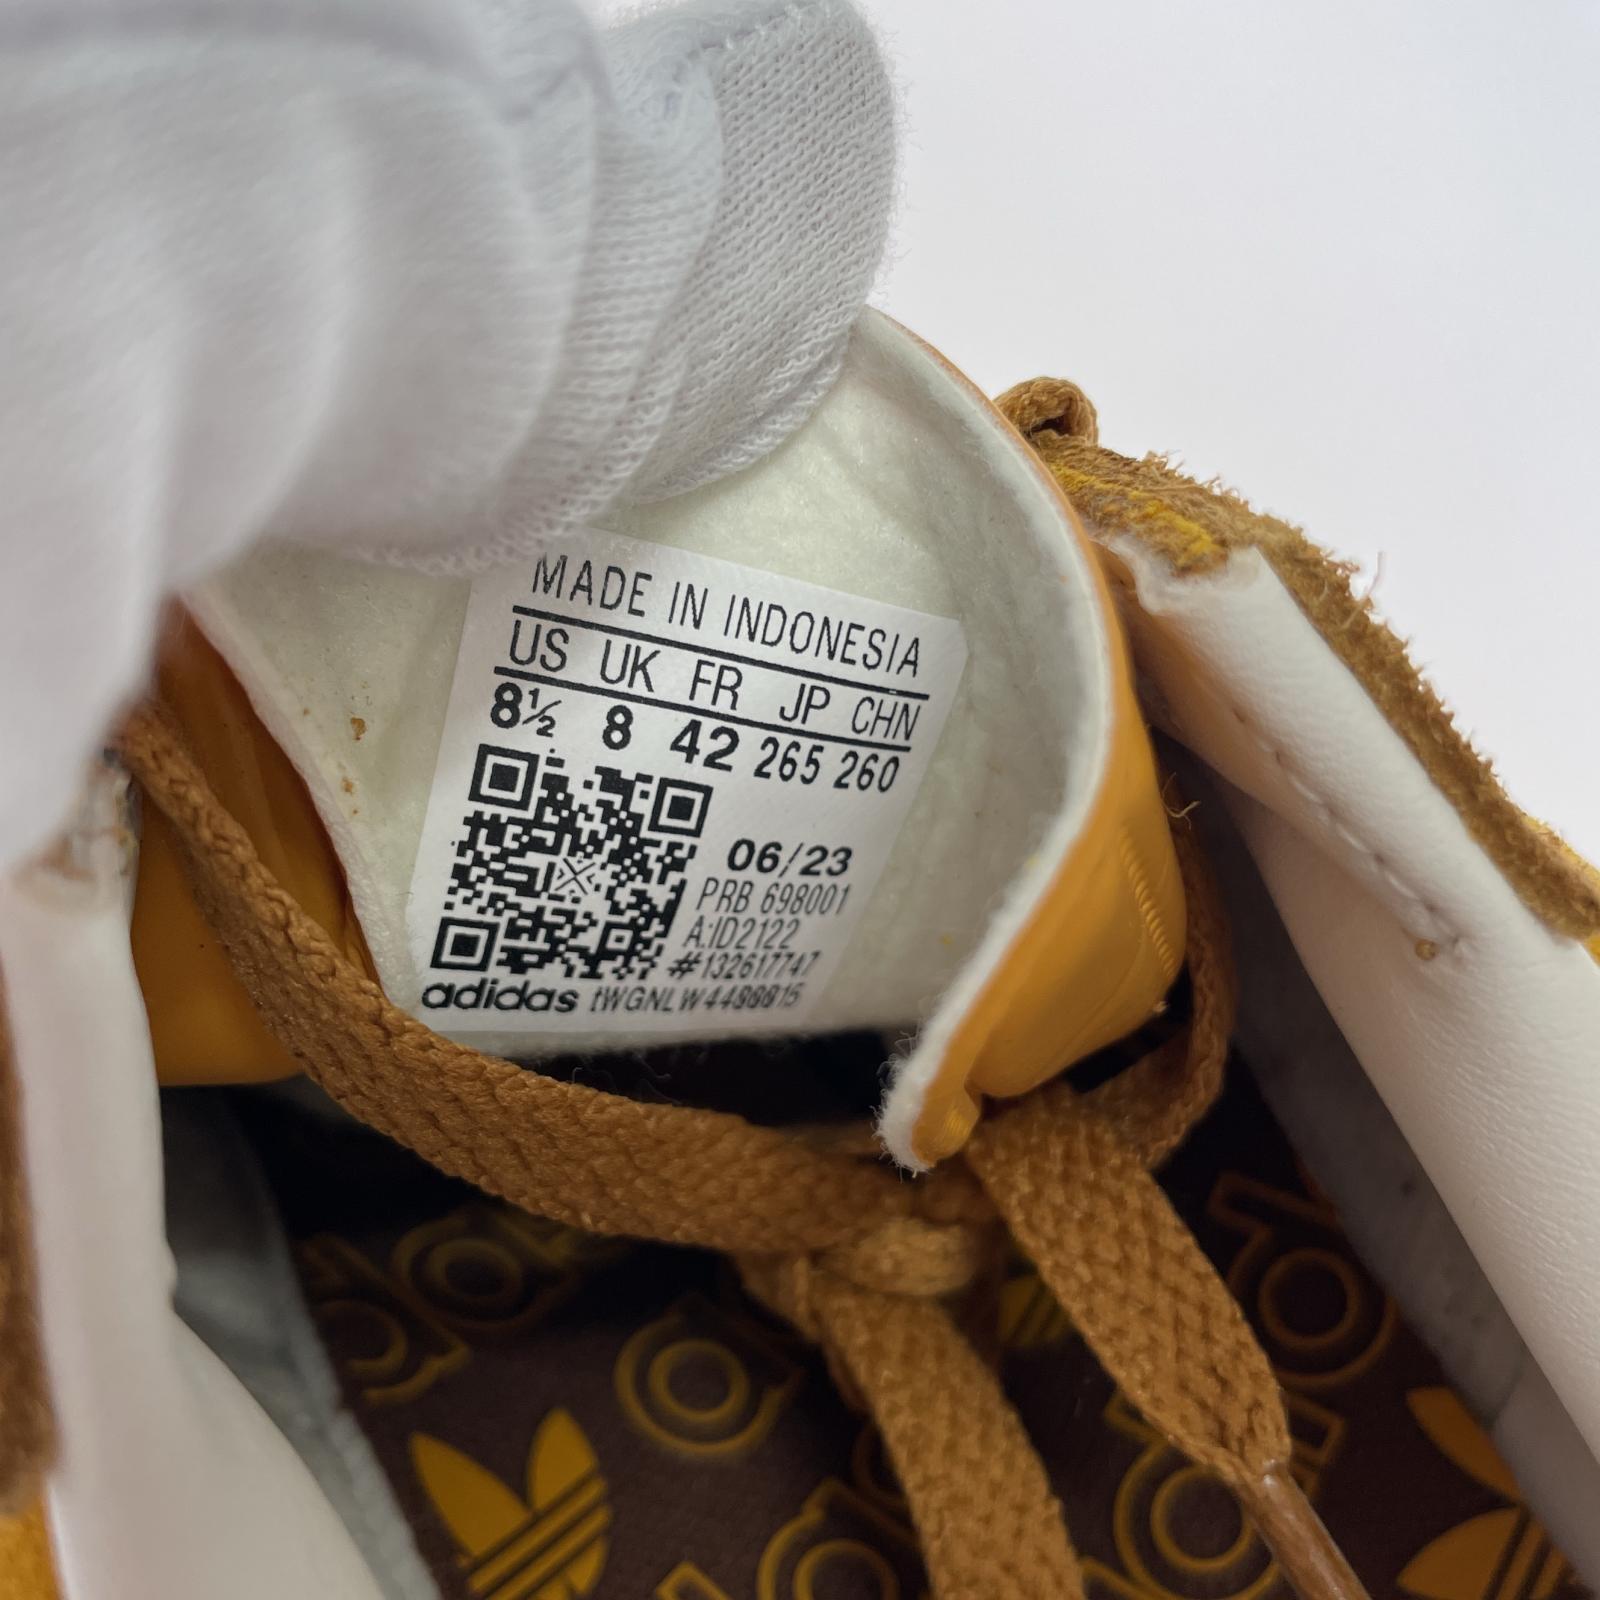 MADE IN INDONESIA
US UK FR JP CHN
8½ 8 42 265 260
06/23
PRB 698001
A:ID2122
#132617747
adidas tWGNLW4480015